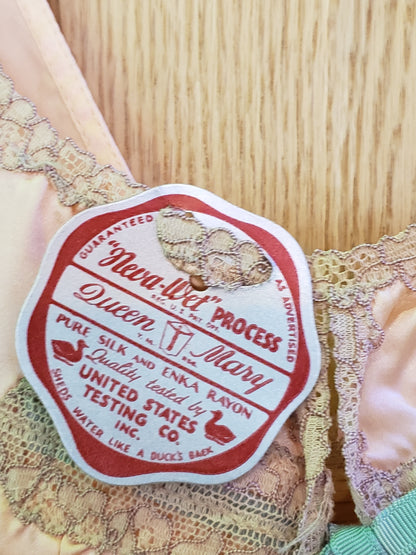 GUARANTEED
AS ADVERTISED
"Neva-Wet"
REG. U.S. PAT. OFF.
PROCESS
Queen Mary
PURE SILK AND ENKA RAYON
Quality tested by
UNITED STATES
TESTING CO.
INC.
SHEDS WATER LIKE A DUCK'S BACK